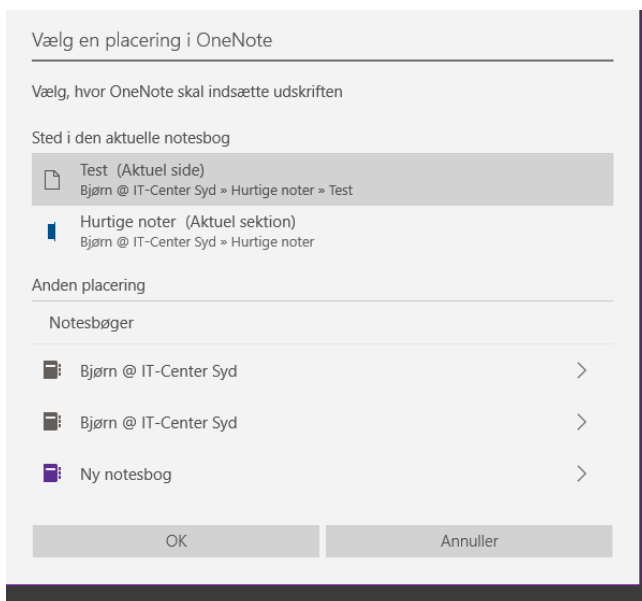 Vælg en placering i OneNote
Vælg, hvor OneNote skal indsætte udskriften
Sted i den aktuelle notesbog
Test (Aktuel side)
Bjørn @ IT-Center Syd » Hurtige noter » Test
Hurtige noter (Aktuel sektion)
Bjørn @ IT-Center Syd » Hurtige noter
Anden placering
Notesbøger
Bjørn @ IT-Center Syd
Bjørn @ IT-Center Syd
Ny notesbog
OK Annuller